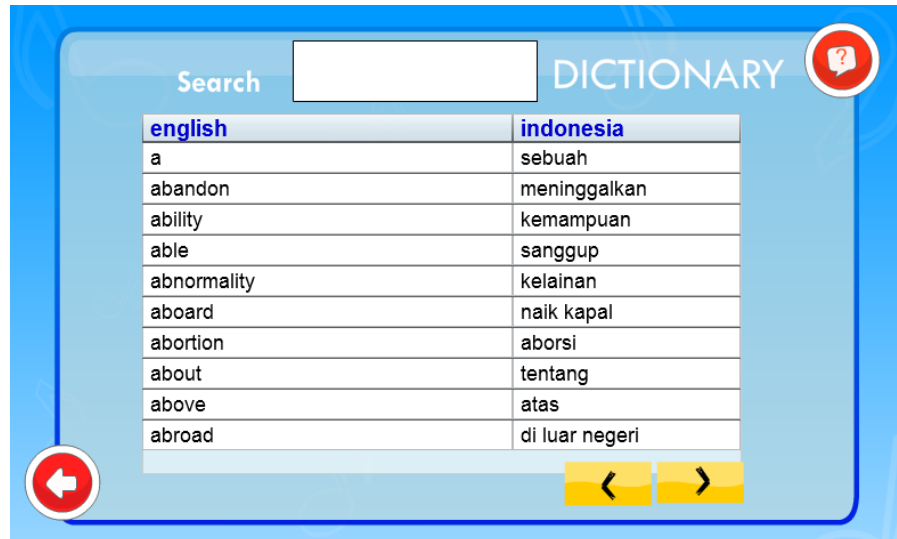 Search DICTIONARY ?
english indonesia
a sebuah
abandon meninggalkan
ability kemampuan
able sanggup
abnormality kelainan
aboard naik kapal
abortion aborsi
about tentang
above atas
abroad di luar negeri